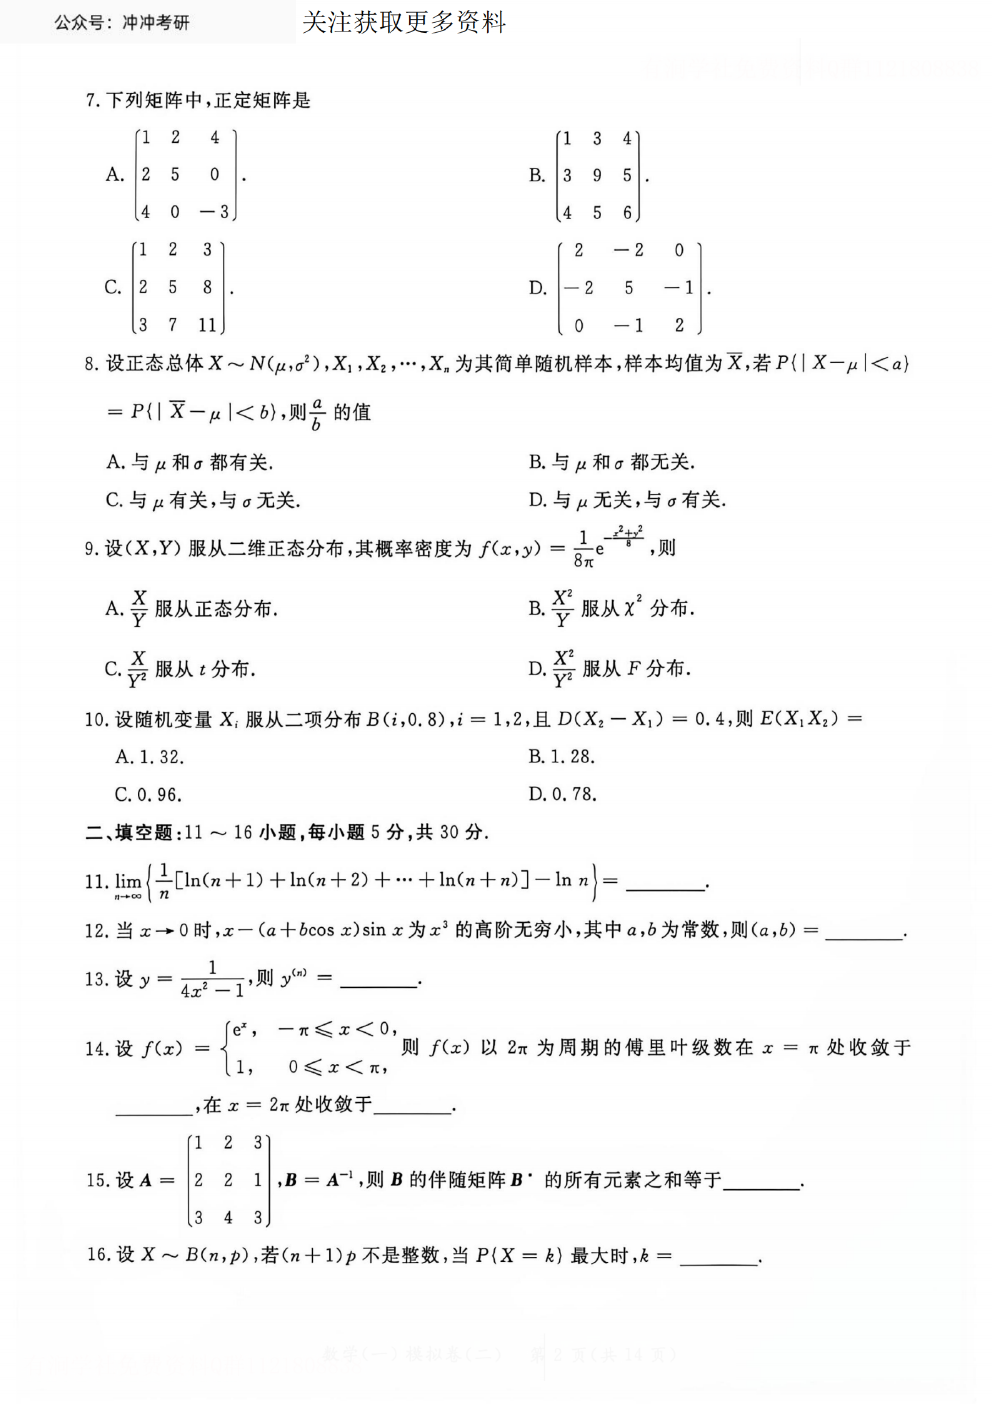 公众号：冲冲考研
关注获取更多资料
7. 下列矩阵中，正定矩阵是
A. (1 2 4; 2 5 0; 4 0 −3).
B. (1 3 4; 3 9 5; 4 5 6).
C. (1 2 3; 2 5 8; 3 7 11).
D. (2 −2 0; −2 5 −1; 0 −1 2).
8. 设正态总体 X ~ N(μ,σ²),X₁,X₂,⋯,Xₙ 为其简单随机样本,样本均值为 X̅,若 P{| X−μ |<a}
= P{| X̅−μ |<b},则 a/b 的值
A. 与 μ 和 σ 都有关.
B. 与 μ 和 σ 都无关.
C. 与 μ 有关,与 σ 无关.
D. 与 μ 无关,与 σ 有关.
9. 设(X,Y) 服从二维正态分布,其概率密度为 f(x,y) = 1/(8π) e^(−(x²+y²)/8),则
A. X/Y 服从正态分布.
B. X²/Y 服从 χ² 分布.
C. X/Y² 服从 t 分布.
D. X²/Y² 服从 F 分布.
10. 设随机变量 Xᵢ 服从二项分布 B(i,0.8),i = 1,2,且 D(X₂ − X₁) = 0.4,则 E(X₁X₂) =
A. 1.32.
B. 1.28.
C. 0.96.
D. 0.78.
二、填空题:11 ~ 16 小题,每小题 5 分,共 30 分.
11. lim n→∞ {1/n [ln(n+1)+ln(n+2)+⋯+ln(n+n)]−ln n}= ________.
12. 当 x→0 时,x−(a+bcos x)sin x 为 x³ 的高阶无穷小,其中 a,b 为常数,则(a,b) = ________.
13. 设 y = 1/(4x²−1),则 y⁽ⁿ⁾ = ________.
14. 设 f(x) = {eˣ, −π≤x<0, 1, 0≤x<π, 则 f(x) 以 2π 为周期的傅里叶级数在 x = π 处收敛于
________,在 x = 2π 处收敛于________.
15. 设 A = (1 2 3; 2 2 1; 3 4 3),B = A⁻¹,则 B 的伴随矩阵 B* 的所有元素之和等于________.
16. 设 X ~ B(n,p),若(n+1)p 不是整数,当 P{X = k} 最大时,k = ________.
数学(一)模拟卷(二) 第2页(共14页)